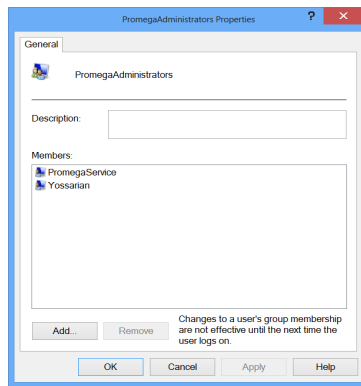 PromegaAdministrators Properties
?
×
General
PromegaAdministrators
Description:
Members:
PromegaService
Yossarian
Add...
Remove
Changes to a user's group membership
are not effective until the next time the
user logs on.
OK
Cancel
Apply
Help